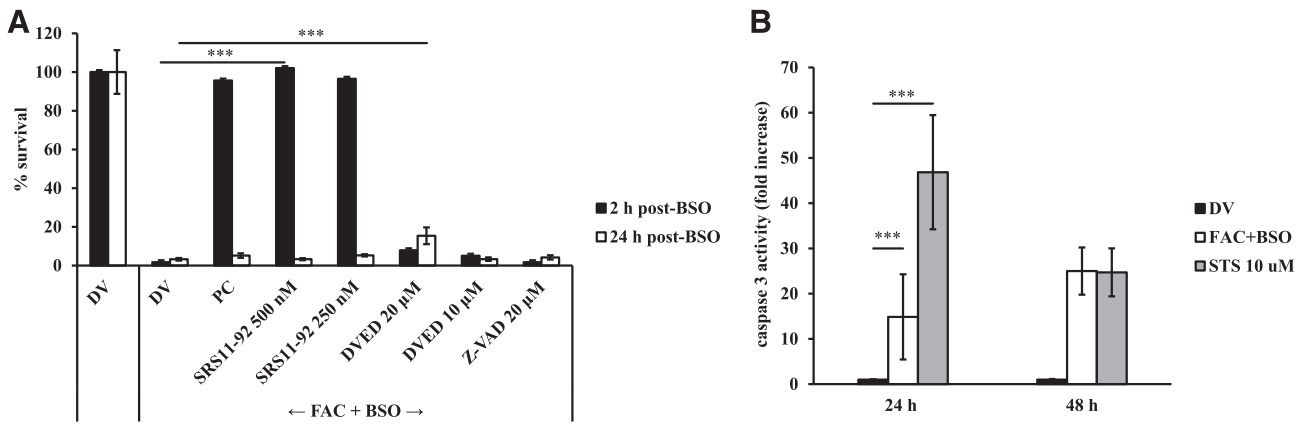 A
120
100
80
60
40
20
0
% survival
***
***
DV
DV
PC
SRS11-92 500 nM
SRS11-92 250 nM
DVED 20 µM
DVED 10 µM
Z-VAD 20 µM
← FAC + BSO →
2 h post-BSO
24 h post-BSO
B
70
60
50
40
30
20
10
0
caspase 3 activity (fold increase)
***
***
24 h
48 h
DV
FAC+BSO
STS 10 uM